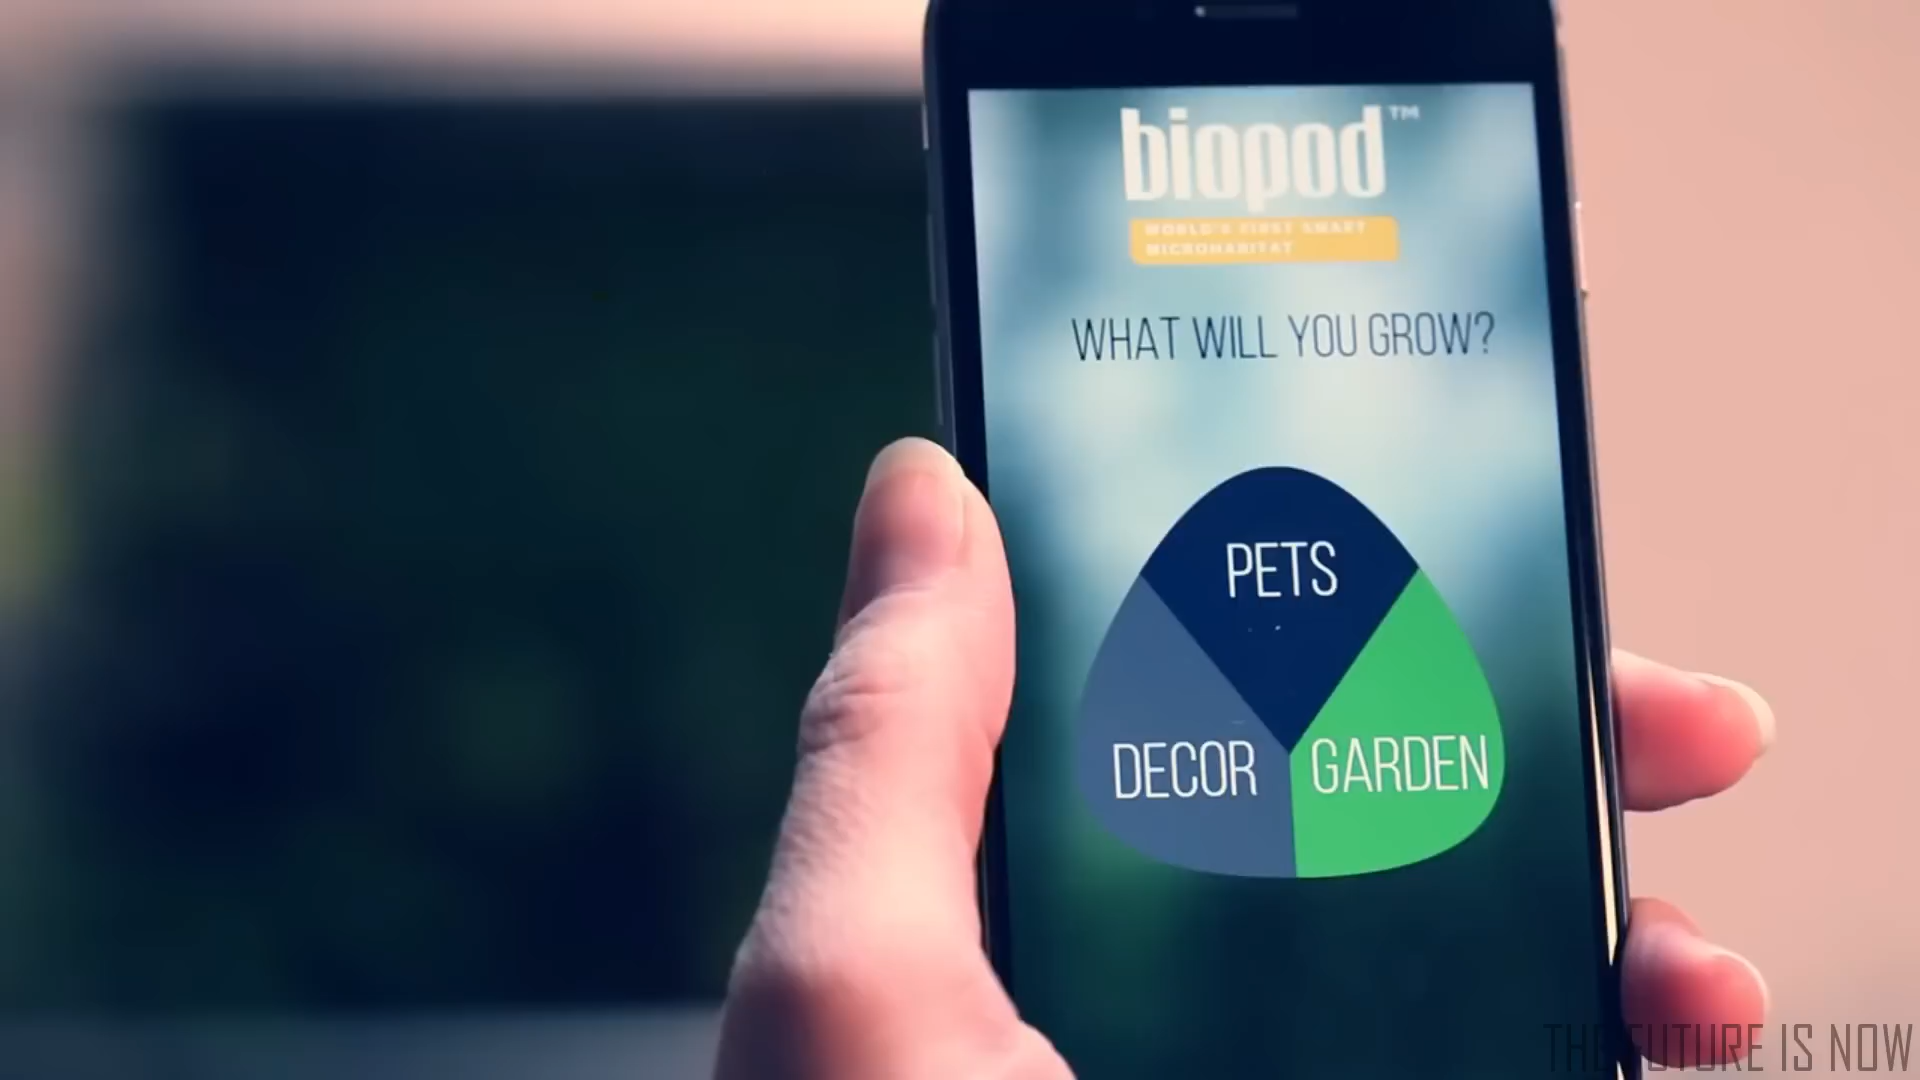 biopod™
WORLD'S FIRST SMART
MICROHABITAT
WHAT WILL YOU GROW?
PETS
DECOR
GARDEN
THE FUTURE IS NOW